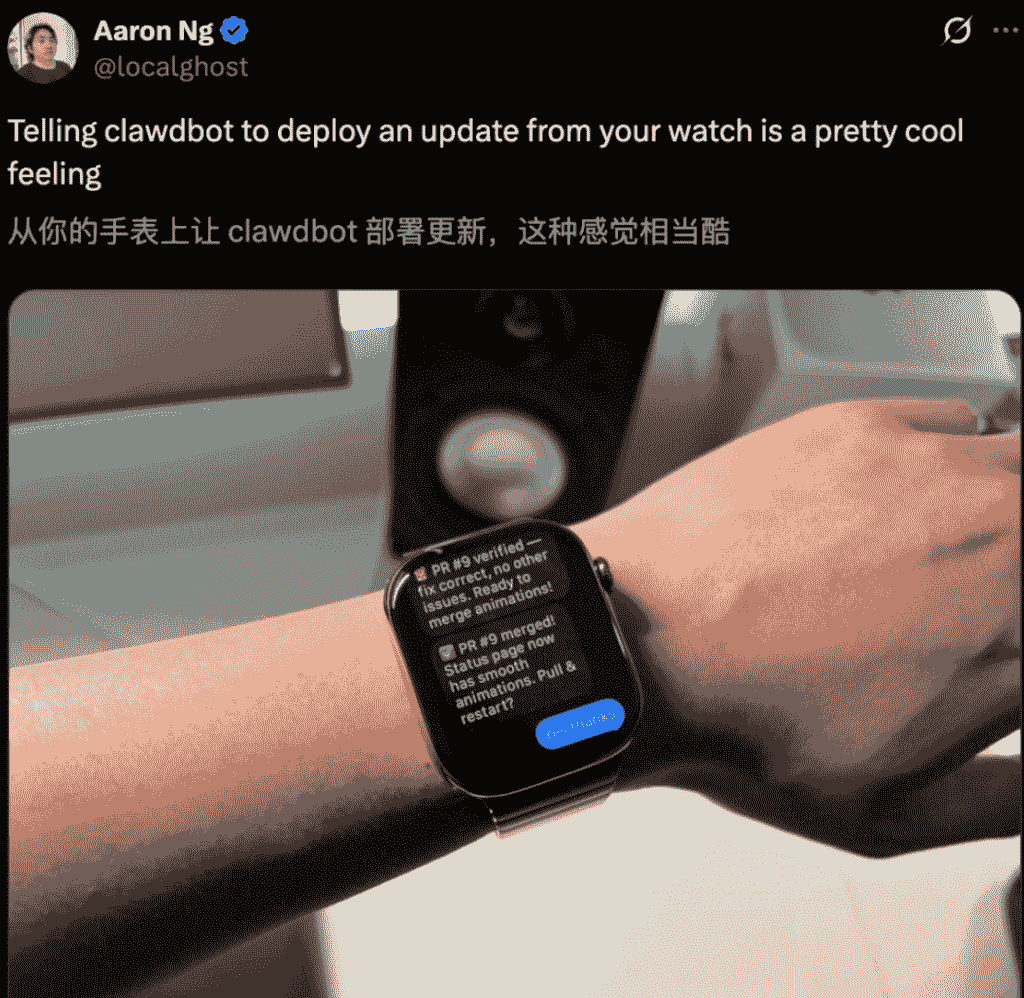 Aaron Ng
@localghost
Telling clawdbot to deploy an update from your watch is a pretty cool
feeling
从你的手表上让 clawdbot 部署更新，这种感觉相当酷
PR #9 verified —
fix correct, no other
issues. Ready to
merge animations!
PR #9 merged!
Status page now
has smooth
animations. Pull &
restart?